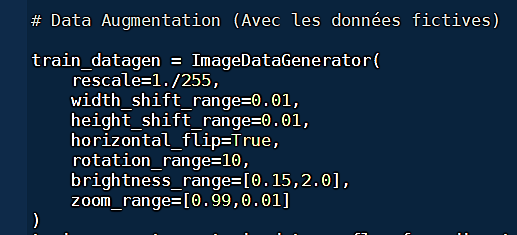 # Data Augmentation (Avec les données fictives)
train_datagen = ImageDataGenerator(
rescale=1./255,
width_shift_range=0.01,
height_shift_range=0.01,
horizontal_flip=True,
rotation_range=10,
brightness_range=[0.15,2.0],
zoom_range=[0.99,0.01]
)